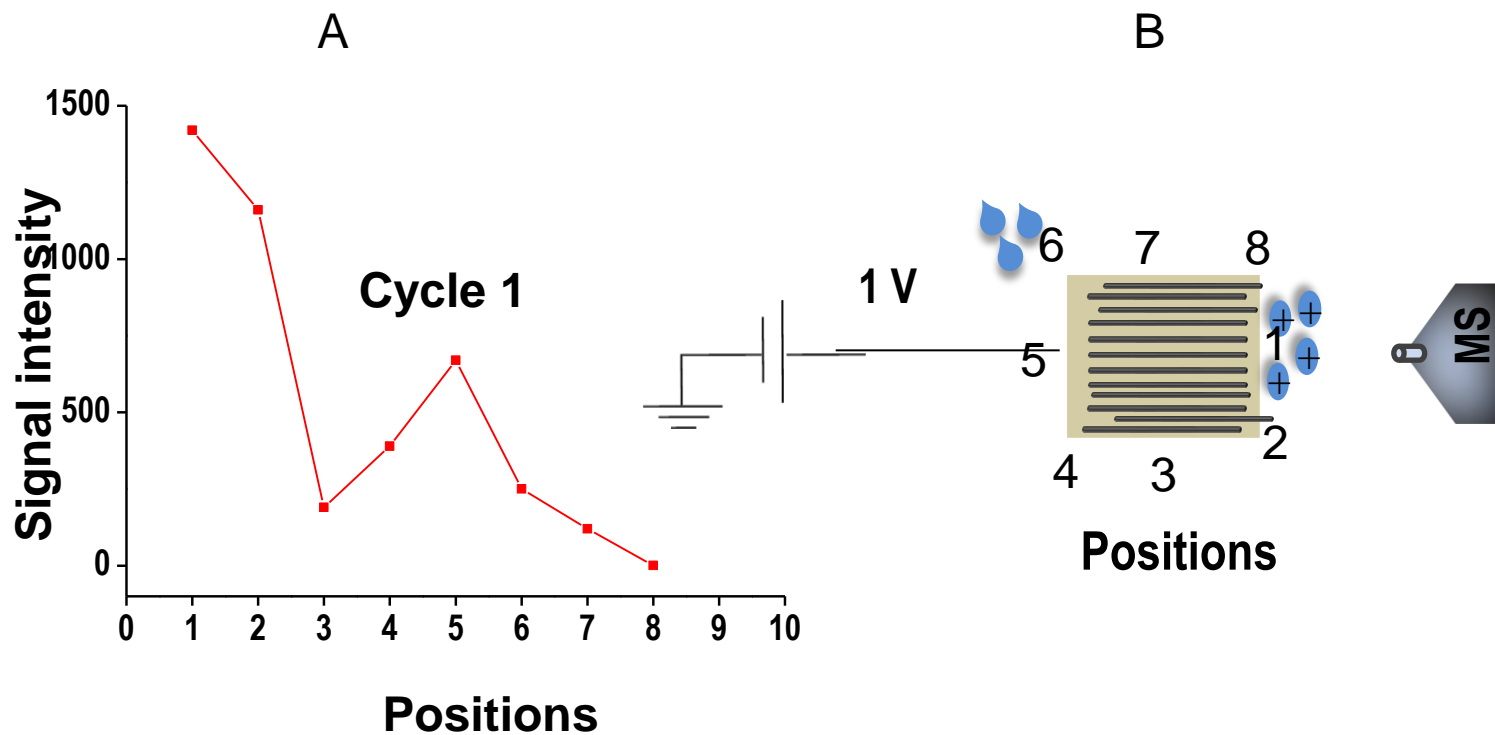 A
B
1500
1000
500
0
Signal intensity
Cycle 1
0 1 2 3 4 5 6 7 8 9 10
Positions
1 V
6 7 8
5 1
4 3 2
+ + + +
MS
Positions